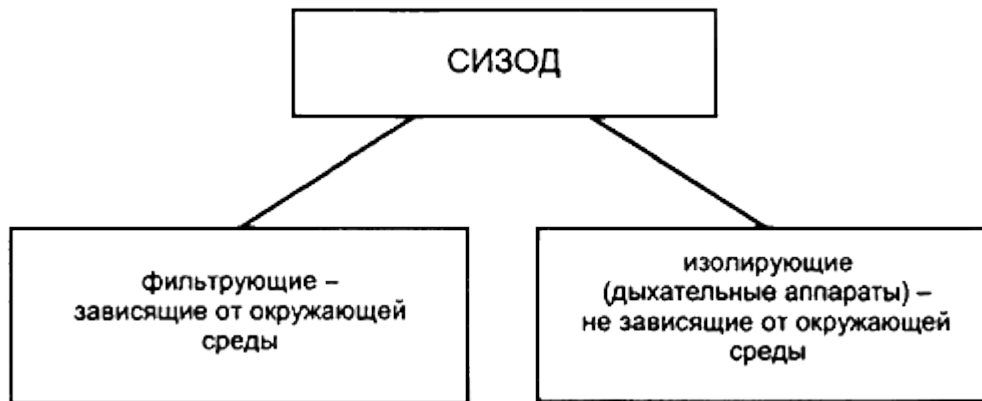 СИЗОД
фильтрующие –
зависящие от окружающей
среды
изолирующие
(дыхательные аппараты) –
не зависящие от окружающей
среды